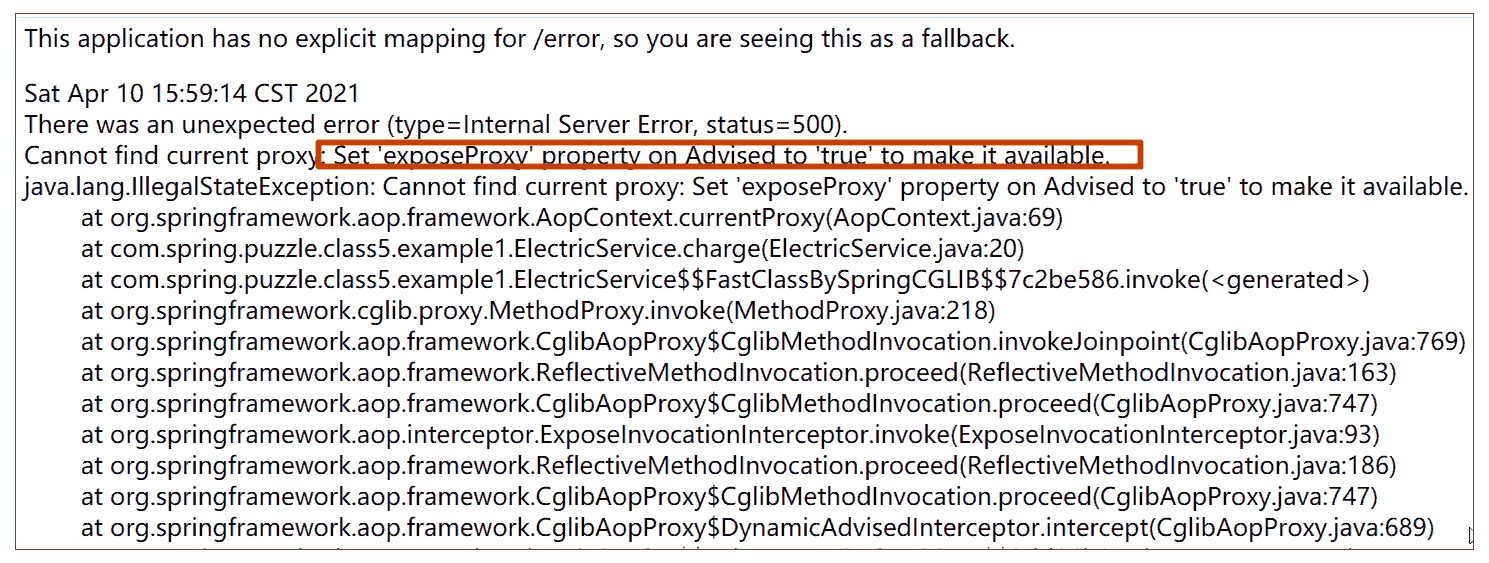 This application has no explicit mapping for /error, so you are seeing this as a fallback.
Sat Apr 10 15:59:14 CST 2021
There was an unexpected error (type=Internal Server Error, status=500).
Cannot find current proxy: Set 'exposeProxy' property on Advised to 'true' to make it available.
java.lang.IllegalStateException: Cannot find current proxy: Set 'exposeProxy' property on Advised to 'true' to make it available.
at org.springframework.aop.framework.AopContext.currentProxy(AopContext.java:69)
at com.spring.puzzle.class5.example1.ElectricService.charge(ElectricService.java:20)
at com.spring.puzzle.class5.example1.ElectricService$$FastClassBySpringCGLIB$$7c2be586.invoke(<generated>)
at org.springframework.cglib.proxy.MethodProxy.invoke(MethodProxy.java:218)
at org.springframework.aop.framework.CglibAopProxy$CglibMethodInvocation.invokeJoinpoint(CglibAopProxy.java:769)
at org.springframework.aop.framework.ReflectiveMethodInvocation.proceed(ReflectiveMethodInvocation.java:163)
at org.springframework.aop.framework.CglibAopProxy$CglibMethodInvocation.proceed(CglibAopProxy.java:747)
at org.springframework.aop.interceptor.ExposeInvocationInterceptor.invoke(ExposeInvocationInterceptor.java:93)
at org.springframework.aop.framework.ReflectiveMethodInvocation.proceed(ReflectiveMethodInvocation.java:186)
at org.springframework.aop.framework.CglibAopProxy$CglibMethodInvocation.proceed(CglibAopProxy.java:747)
at org.springframework.aop.framework.CglibAopProxy$DynamicAdvisedInterceptor.intercept(CglibAopProxy.java:689)